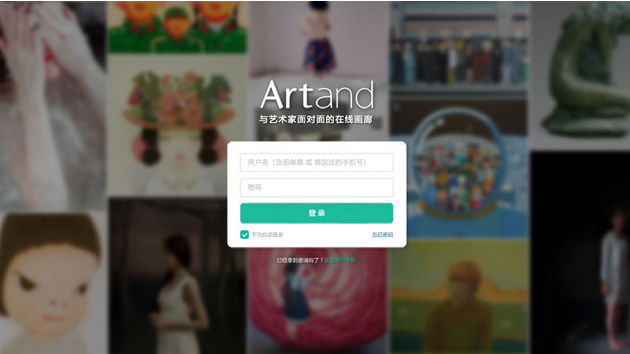 Artand
与艺术家面对面的在线画廊
用户名（注册邮箱 或 绑定过的手机号）
密码
登录
下次自动登录
忘记密码
已经拿到邀请码了？